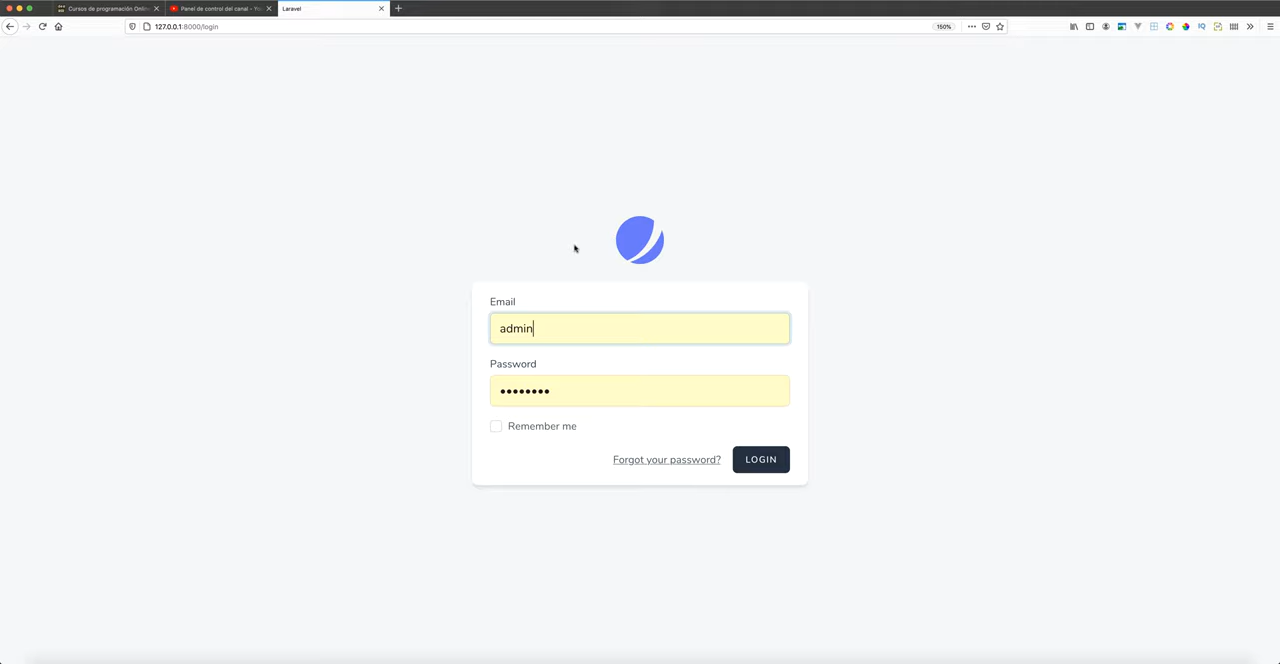 Cursos de programación Online
Panel de control del canal - Yo
Laravel
127.0.0.1:8000/login
150%
IQ
Email
admin
Password
Remember me
Forgot your password?
LOGIN